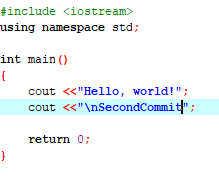 #include <iostream>
using namespace std;
int main()
{
    cout <<"Hello, world!";
    cout <<"\nSecondCommit";
    return 0;
}